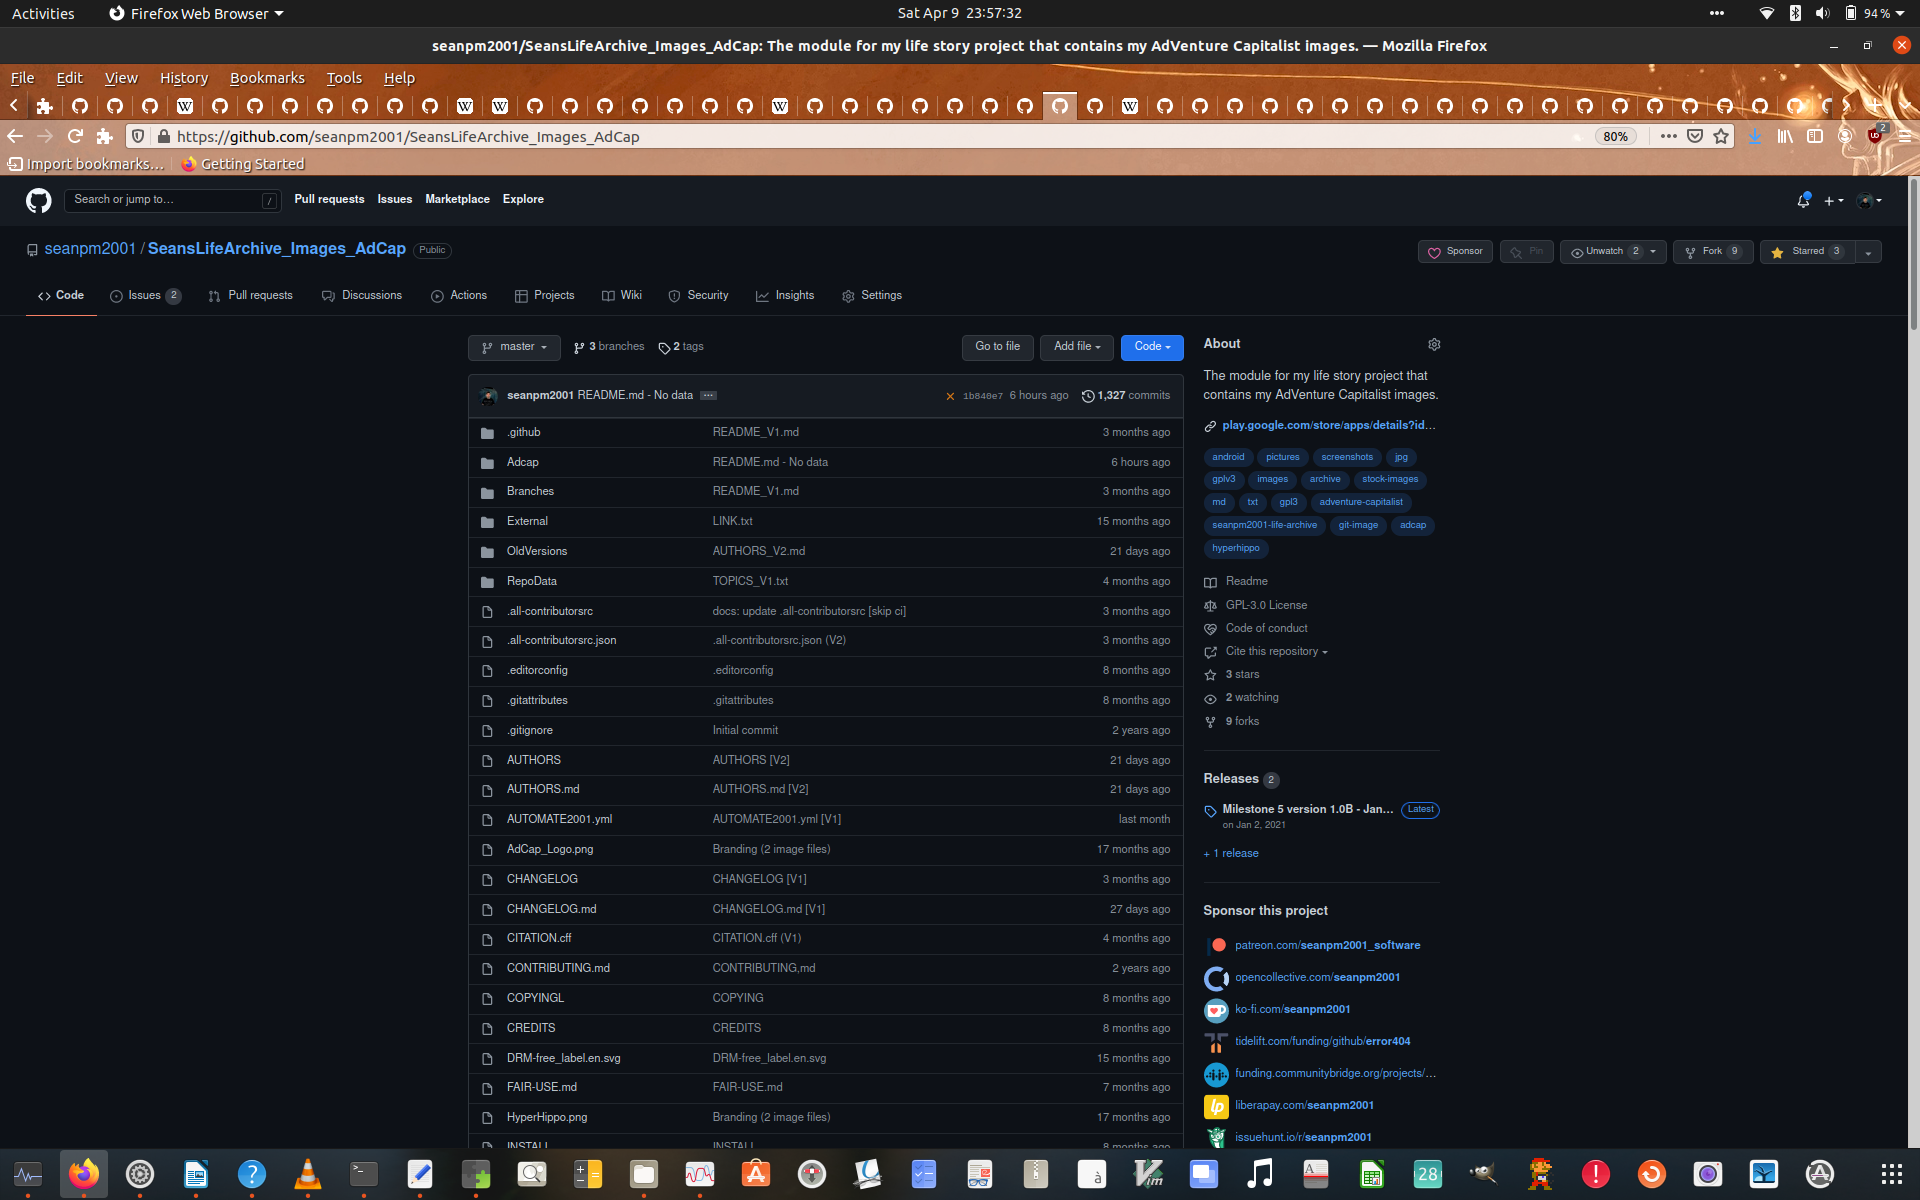 Activities Firefox Web Browser Sat Apr 9 23:57:32 94%
seanpm2001/SeansLifeArchive_Images_AdCap: The module for my life story project that contains my AdVenture Capitalist images. — Mozilla Firefox
File Edit View History Bookmarks Tools Help
https://github.com/seanpm2001/SeansLifeArchive_Images_AdCap 80% 2
Import bookmarks... Getting Started
Search or jump to... / Pull requests Issues Marketplace Explore
seanpm2001 / SeansLifeArchive_Images_AdCap Public Sponsor Pin Unwatch 2 Fork 9 Starred 3
Code Issues 2 Pull requests Discussions Actions Projects Wiki Security Insights Settings
master 3 branches 2 tags Go to file Add file Code
seanpm2001 README.md - No data ... 1b840e7 6 hours ago 1,327 commits
.github README_V1.md 3 months ago
Adcap README.md - No data 6 hours ago
Branches README_V1.md 3 months ago
External LINK.txt 15 months ago
OldVersions AUTHORS_V2.md 21 days ago
RepoData TOPICS_V1.txt 4 months ago
.all-contributorsrc docs: update .all-contributorsrc [skip ci] 3 months ago
.all-contributorsrc.json .all-contributorsrc.json (V2) 3 months ago
.editorconfig .editorconfig 8 months ago
.gitattributes .gitattributes 8 months ago
.gitignore Initial commit 2 years ago
AUTHORS AUTHORS [V2] 21 days ago
AUTHORS.md AUTHORS.md [V2] 21 days ago
AUTOMATE2001.yml AUTOMATE2001.yml [V1] last month
AdCap_Logo.png Branding (2 image files) 17 months ago
CHANGELOG CHANGELOG [V1] 3 months ago
CHANGELOG.md CHANGELOG.md [V1] 27 days ago
CITATION.cff CITATION.cff (V1) 4 months ago
CONTRIBUTING.md CONTRIBUTING,md 2 years ago
COPYINGL COPYING 8 months ago
CREDITS CREDITS 8 months ago
DRM-free_label.en.svg DRM-free_label.en.svg 15 months ago
FAIR-USE.md FAIR-USE.md 7 months ago
HyperHippo.png Branding (2 image files) 17 months ago
INSTALL INSTALL 8 months ago
About
The module for my life story project that
contains my AdVenture Capitalist images.
play.google.com/store/apps/details?id...
android pictures screenshots jpg
gplv3 images archive stock-images
md txt gpl3 adventure-capitalist
seanpm2001-life-archive git-image adcap
hyperhippo
Readme
GPL-3.0 License
Code of conduct
Cite this repository
3 stars
2 watching
9 forks
Releases 2
Milestone 5 version 1.0B - Jan... Latest
on Jan 2, 2021
+ 1 release
Sponsor this project
patreon.com/seanpm2001_software
opencollective.com/seanpm2001
ko-fi.com/seanpm2001
tidelift.com/funding/github/error404
funding.communitybridge.org/projects/...
liberapay.com/seanpm2001
issuehunt.io/r/seanpm2001
28